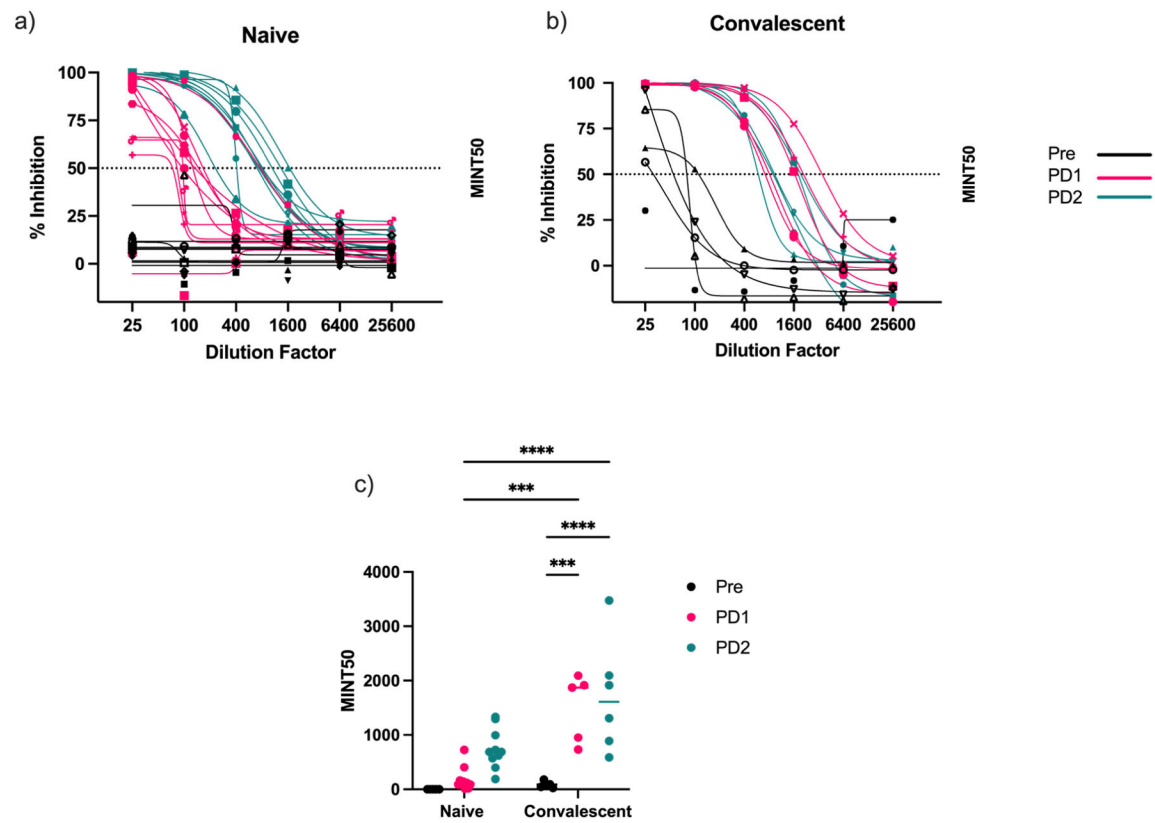 a)
Naive
% Inhibition
100
75
50
25
0
25 100 400 1600 6400 25600
Dilution Factor
MINT50
b)
Convalescent
% Inhibition
100
75
50
25
0
25 100 400 1600 6400 25600
Dilution Factor
MINT50
Pre
PD1
PD2
c)
****
***
****
***
MINT50
4000
3000
2000
1000
0
Naive Convalescent
Pre
PD1
PD2